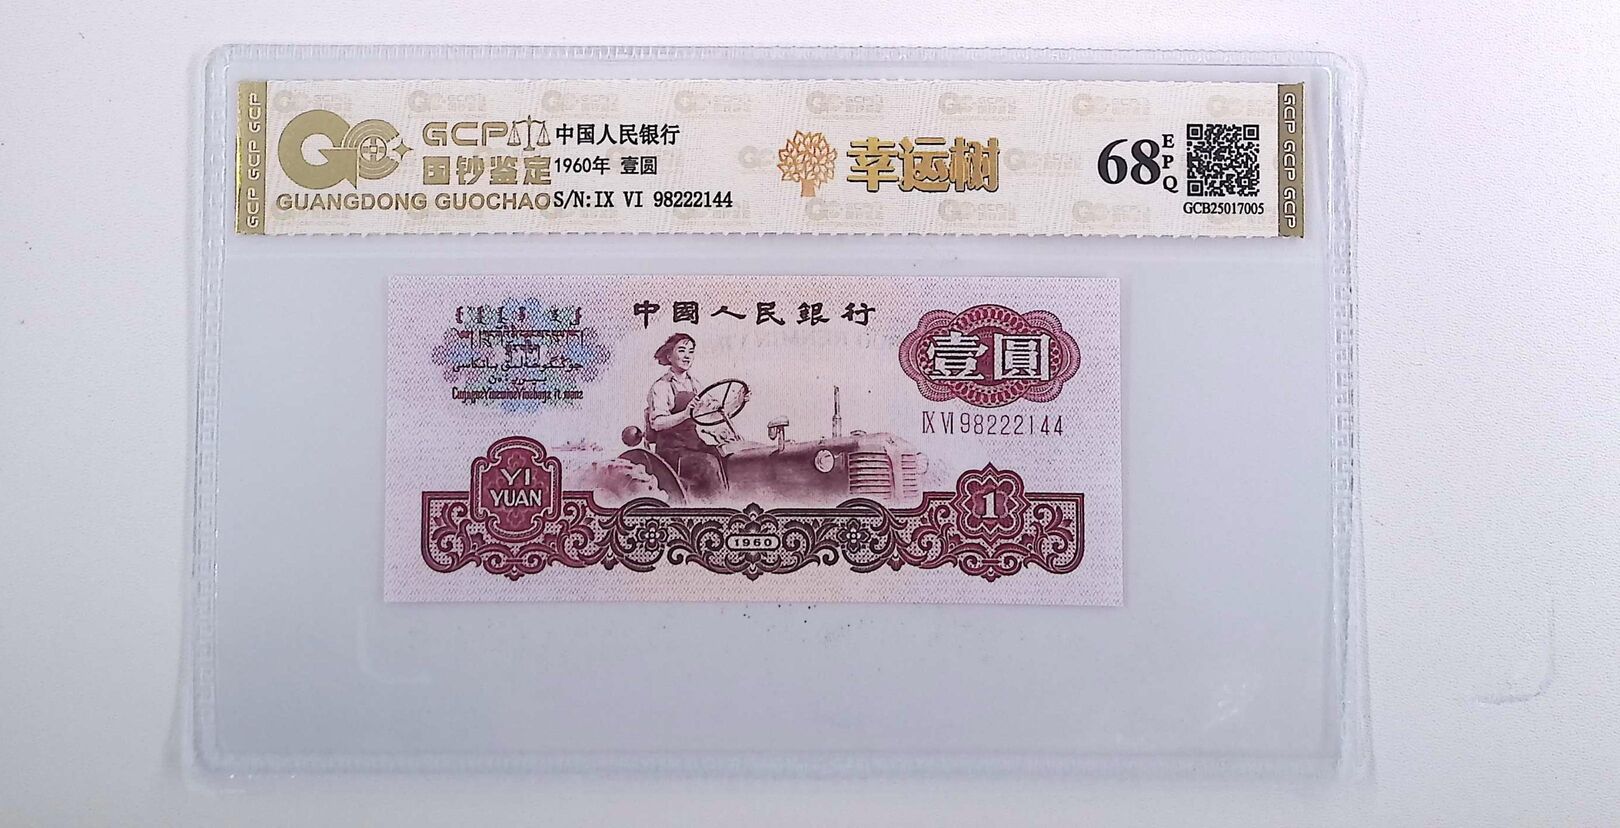 GCP GCP GCP
GCP
国钞鉴定
GUANGDONG GUOCHAO
中国人民银行
1960年 壹圆
S/N: IX VI 98222144
幸运树
68 EPQ
GCB25017005
GCP GCP GCP
中國人民銀行
壹圓
IX VI 98222144
YI
YUAN
1
1960